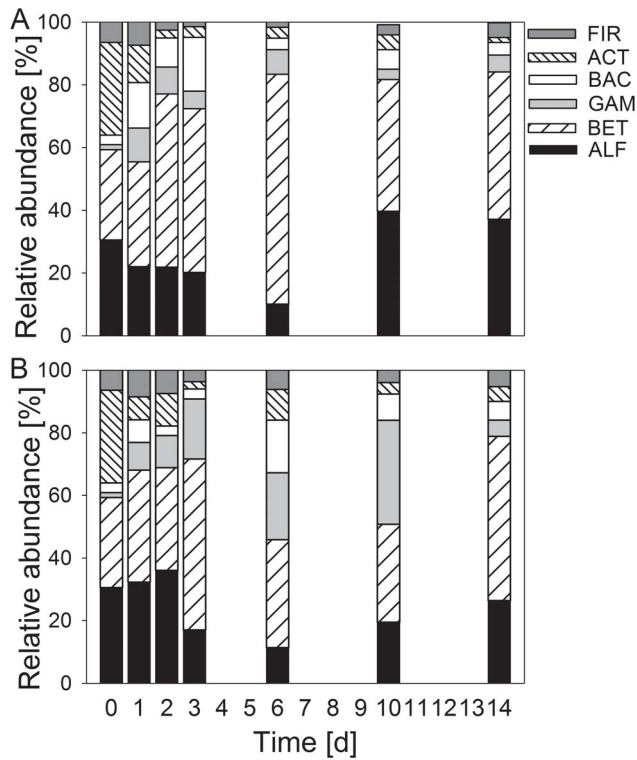 A
Relative abundance [%]
100
80
60
40
20
0
FIR
ACT
BAC
GAM
BET
ALF
B
Relative abundance [%]
100
80
60
40
20
0
0 1 2 3 4 5 6 7 8 9 10 11 12 13 14
Time [d]